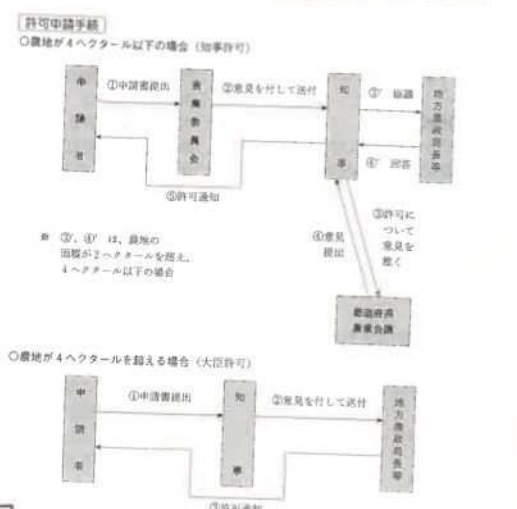 許可申請手続
○農地が4ヘクタール以下の場合（知事許可）
申請者
①申請書提出
農業委員会
②意見を付して送付
知事
③' 協議
地方農政局長等
④' 回答
⑤許可通知
③許可について意見を聴く
④意見提出
※ ③'、④' は、農地の
面積が2ヘクタールを超え、
4ヘクタール以下の場合
都道府県
農業会議
○農地が4ヘクタールを超える場合（大臣許可）
申請者
①申請書提出
知事
②意見を付して送付
地方農政局長等
③許可通知